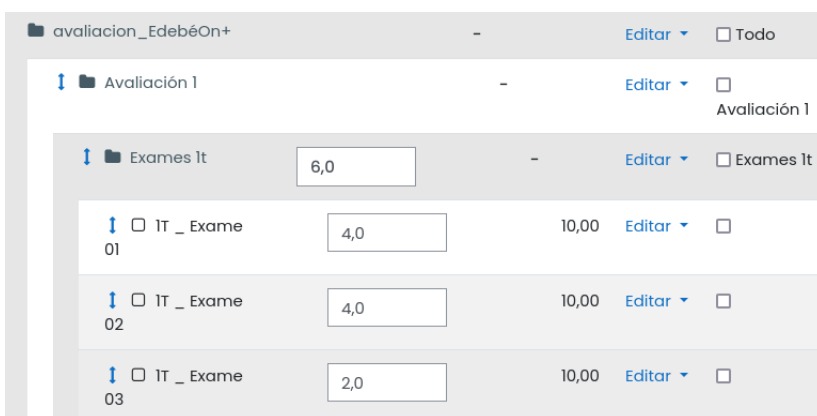 avaliacion_EdebéOn+ - Editar Todo
Avaliación 1 - Editar
Avaliación 1
Exames 1t 6,0 - Editar Exames 1t
1T _ Exame 4,0 10,00 Editar
01
1T _ Exame 4,0 10,00 Editar
02
1T _ Exame 2,0 10,00 Editar
03